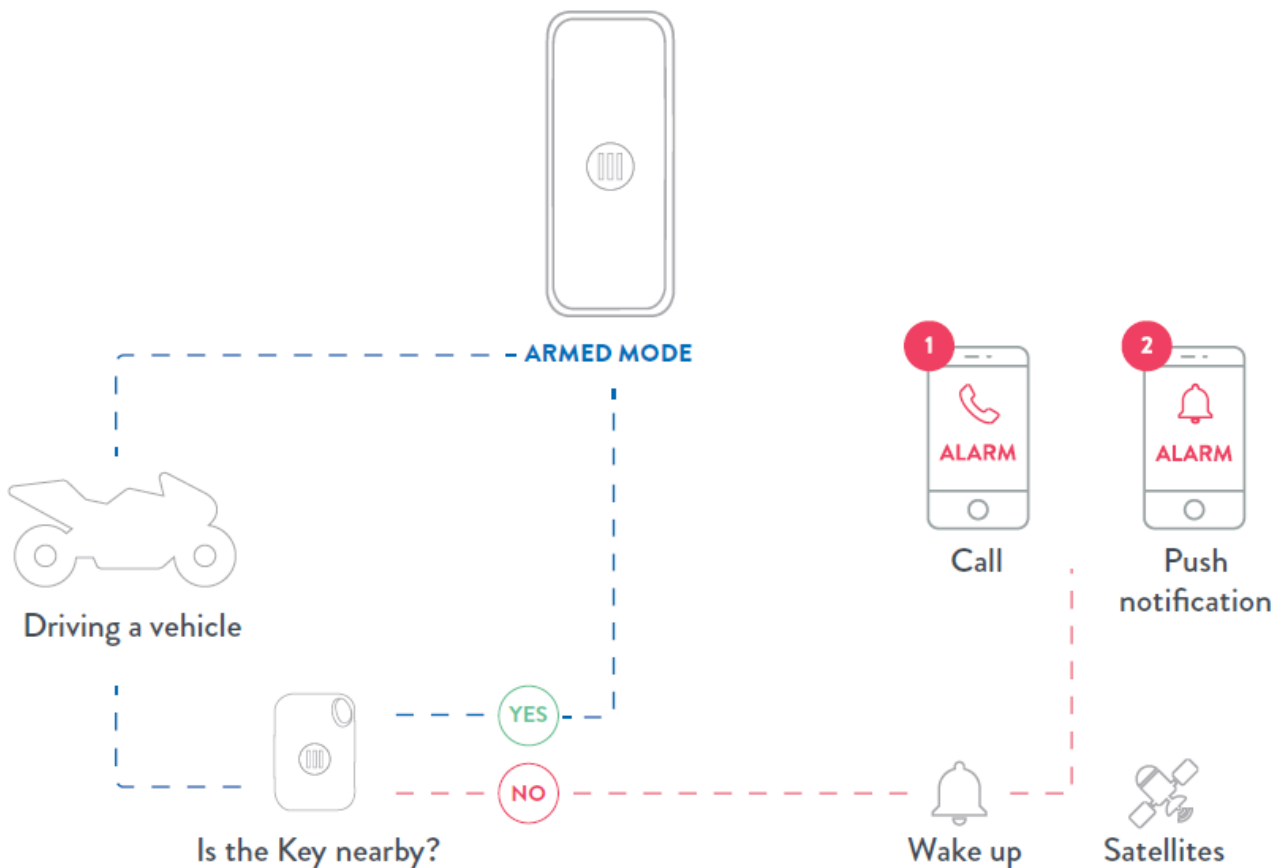 ARMED MODE
1
2
ALARM
ALARM
Call
Push
notification
Driving a vehicle
YES
NO
Is the Key nearby?
Wake up
Satellites